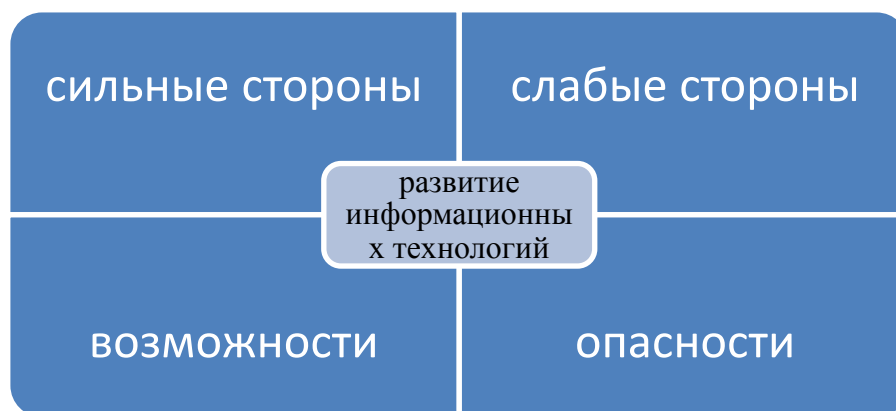 сильные стороны
слабые стороны
развитие
информационны
х технологий
возможности
опасности